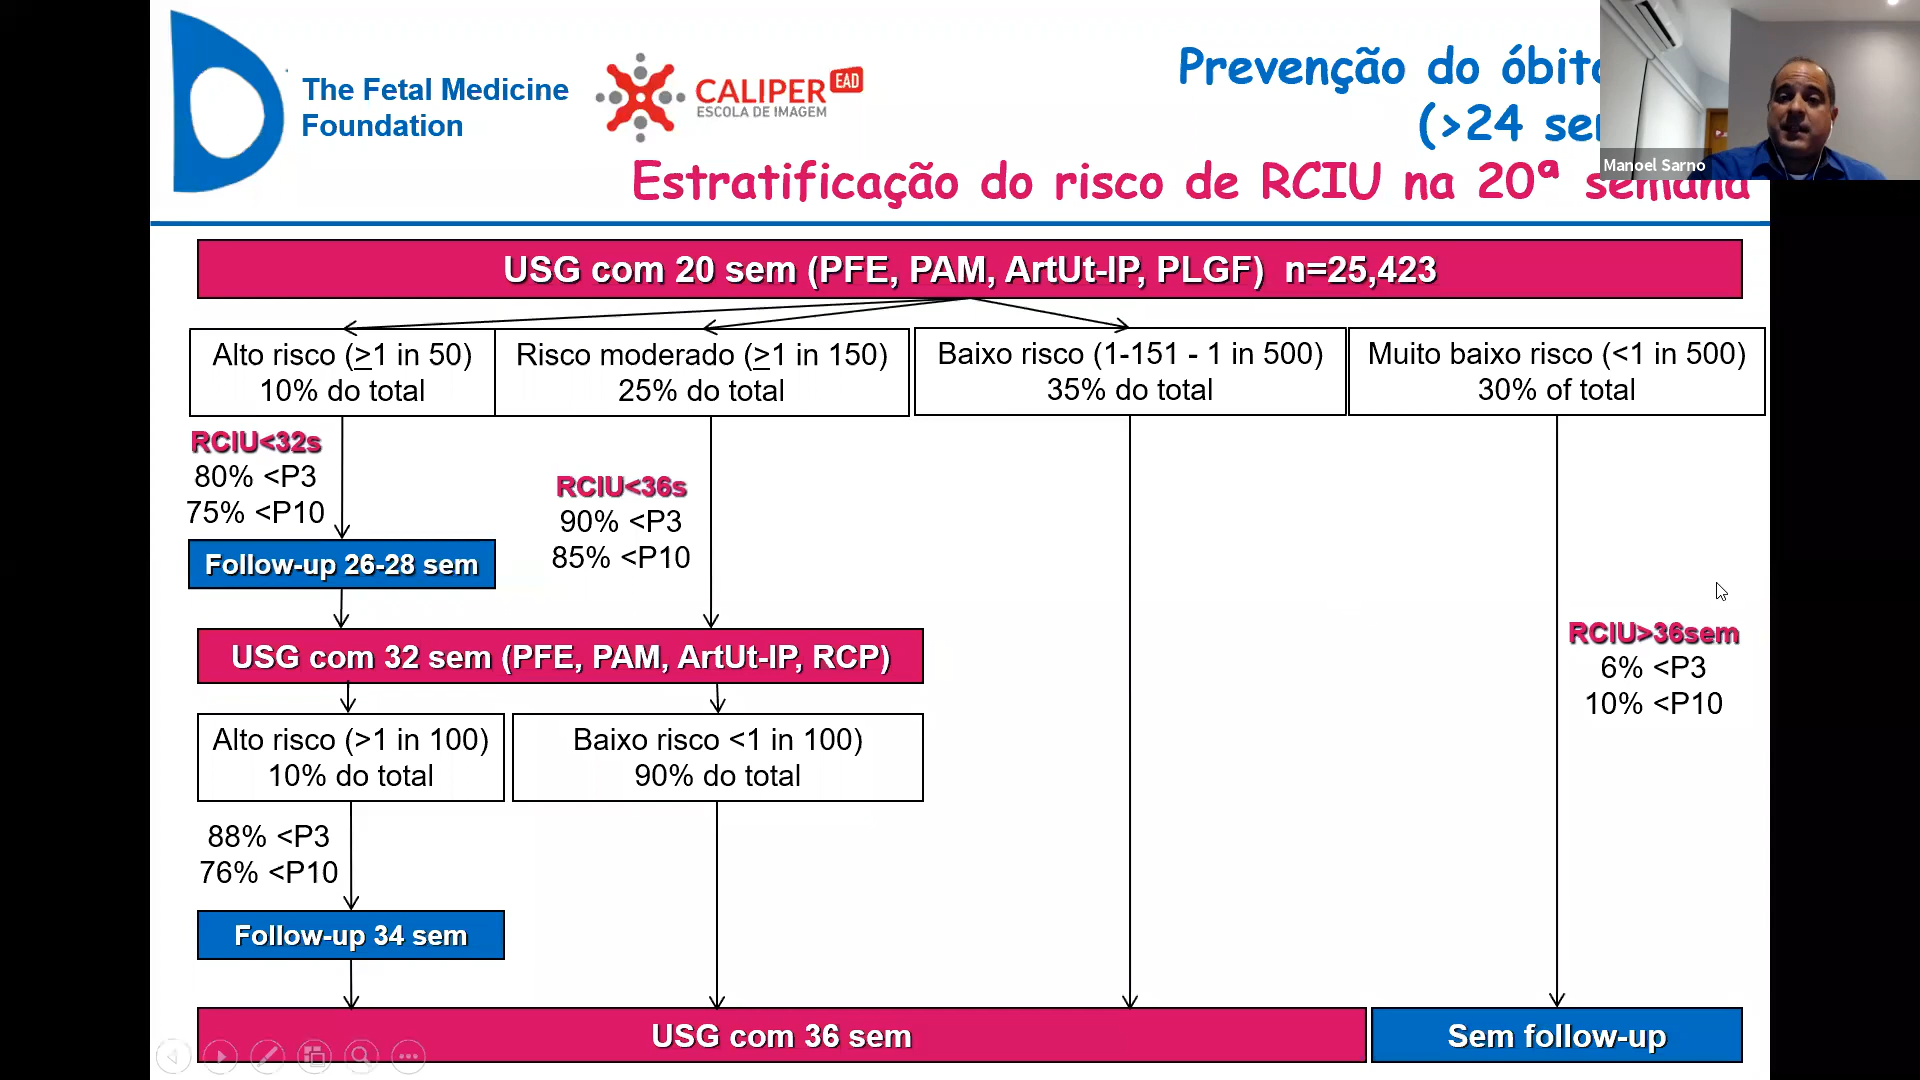 The Fetal Medicine
Foundation
CALIPER EAD
ESCOLA DE IMAGEM
Prevenção do
(>24
Manoel Sarno
Estratificação do risco de RCIU na 20ª semana
USG com 20 sem (PFE, PAM, ArtUt-IP, PLGF) n=25,423
Alto risco (≥1 in 50)
10% do total
Risco moderado (≥1 in 150)
25% do total
Baixo risco (1-151 - 1 in 500)
35% do total
Muito baixo risco (<1 in 500)
30% of total
RCIU<32s
80% <P3
75% <P10
RCIU<36s
90% <P3
85% <P10
Follow-up 26-28 sem
RCIU>36sem
6% <P3
10% <P10
USG com 32 sem (PFE, PAM, ArtUt-IP, RCP)
Alto risco (>1 in 100)
10% do total
Baixo risco <1 in 100)
90% do total
88% <P3
76% <P10
Follow-up 34 sem
USG com 36 sem
Sem follow-up